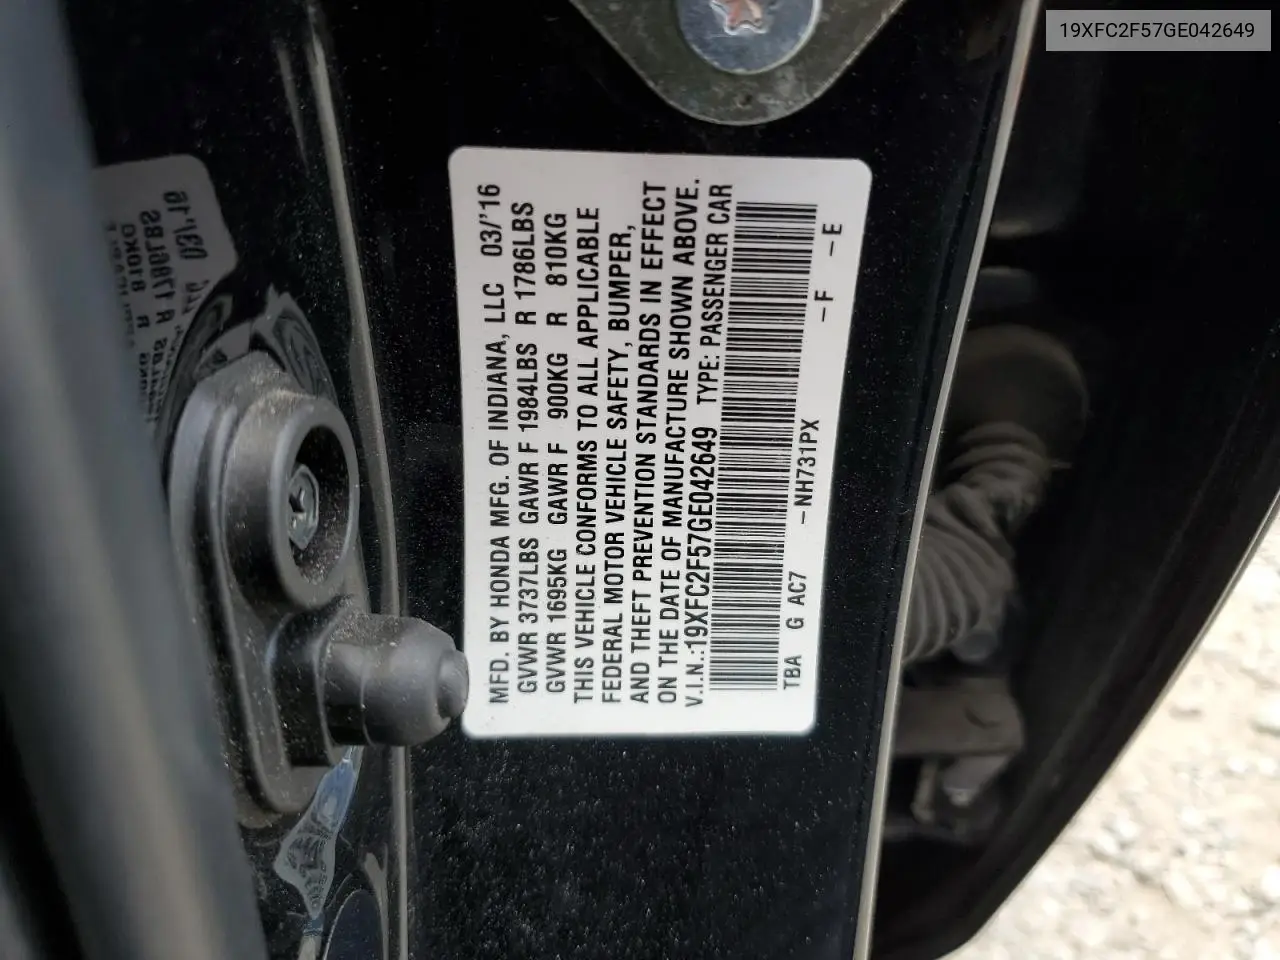 19XFC2F57GE042649
MFD. BY HONDA MFG. OF INDIANA, LLC 03/'16
GVWR 3737LBS GAWR F 1984LBS R 1786LBS
GVWR 1695KG GAWR F 900KG R 810KG
THIS VEHICLE CONFORMS TO ALL APPLICABLE
FEDERAL MOTOR VEHICLE SAFETY, BUMPER,
AND THEFT PREVENTION STANDARDS IN EFFECT
ON THE DATE OF MANUFACTURE SHOWN ABOVE.
V.I.N.:19XFC2F57GE042649 TYPE: PASSENGER CAR
TBA G AC7 -NH731PX -F -E